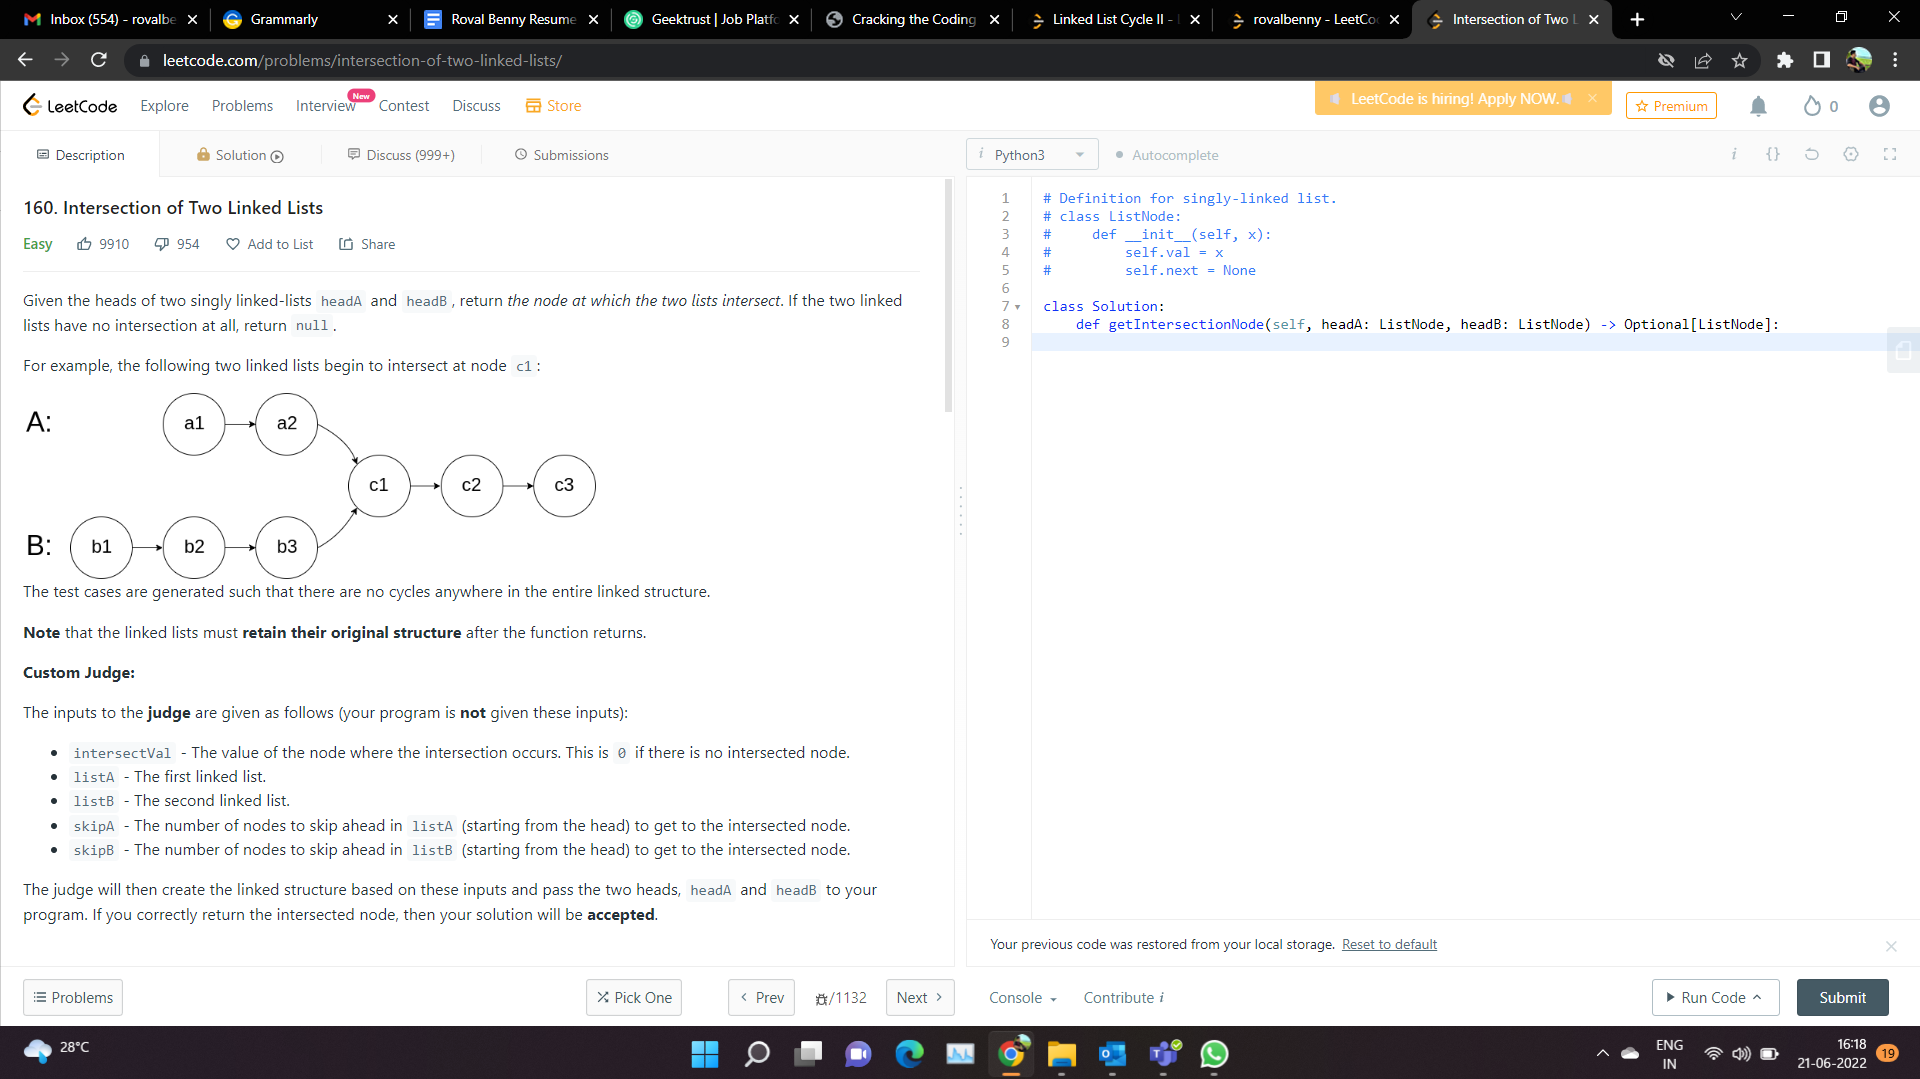 Inbox (554) - rovalbe
Grammarly
Roval Benny Resume
Geektrust | Job Platfo
Cracking the Coding
Linked List Cycle II -
rovalbenny - LeetCo
Intersection of Two L
leetcode.com/problems/intersection-of-two-linked-lists/
LeetCode Explore Problems Interview New Contest Discuss Store
LeetCode is hiring! Apply NOW.
Premium
0
Description
Solution
Discuss (999+)
Submissions
i Python3
Autocomplete
i {}
160. Intersection of Two Linked Lists
Easy 9910 954 Add to List Share
Given the heads of two singly linked-lists headA and headB , return the node at which the two lists intersect. If the two linked
lists have no intersection at all, return null .
For example, the following two linked lists begin to intersect at node c1 :
A: a1 a2
c1 c2 c3
B: b1 b2 b3
The test cases are generated such that there are no cycles anywhere in the entire linked structure.
Note that the linked lists must retain their original structure after the function returns.
Custom Judge:
The inputs to the judge are given as follows (your program is not given these inputs):
• intersectVal - The value of the node where the intersection occurs. This is 0 if there is no intersected node.
• listA - The first linked list.
• listB - The second linked list.
• skipA - The number of nodes to skip ahead in listA (starting from the head) to get to the intersected node.
• skipB - The number of nodes to skip ahead in listB (starting from the head) to get to the intersected node.
The judge will then create the linked structure based on these inputs and pass the two heads, headA and headB to your
program. If you correctly return the intersected node, then your solution will be accepted.
1 # Definition for singly-linked list.
2 # class ListNode:
3 #     def __init__(self, x):
4 #         self.val = x
5 #         self.next = None
6
7 class Solution:
8     def getIntersectionNode(self, headA: ListNode, headB: ListNode) -> Optional[ListNode]:
9
Your previous code was restored from your local storage. Reset to default
Problems
Pick One
< Prev
/1132
Next >
Console
Contribute i
Run Code
Submit
28°C
ENG
IN
16:18
21-06-2022
19